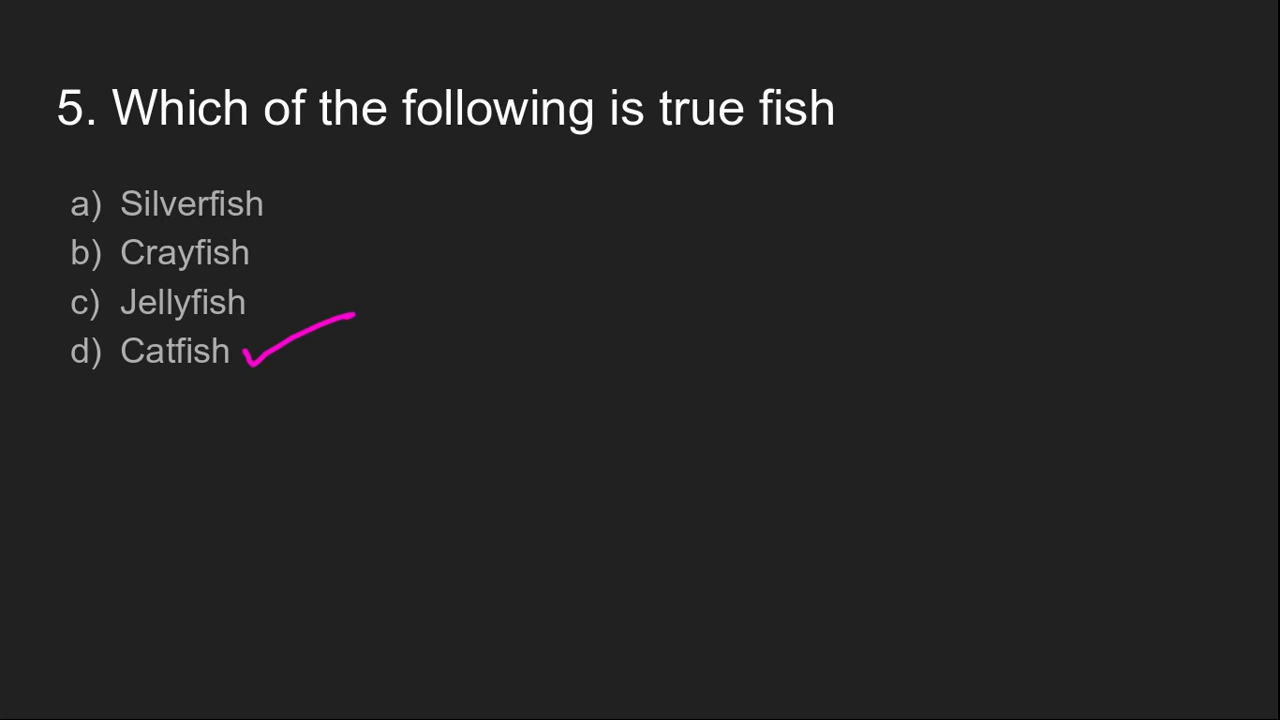 5. Which of the following is true fish
a) Silverfish
b) Crayfish
c) Jellyfish
d) Catfish